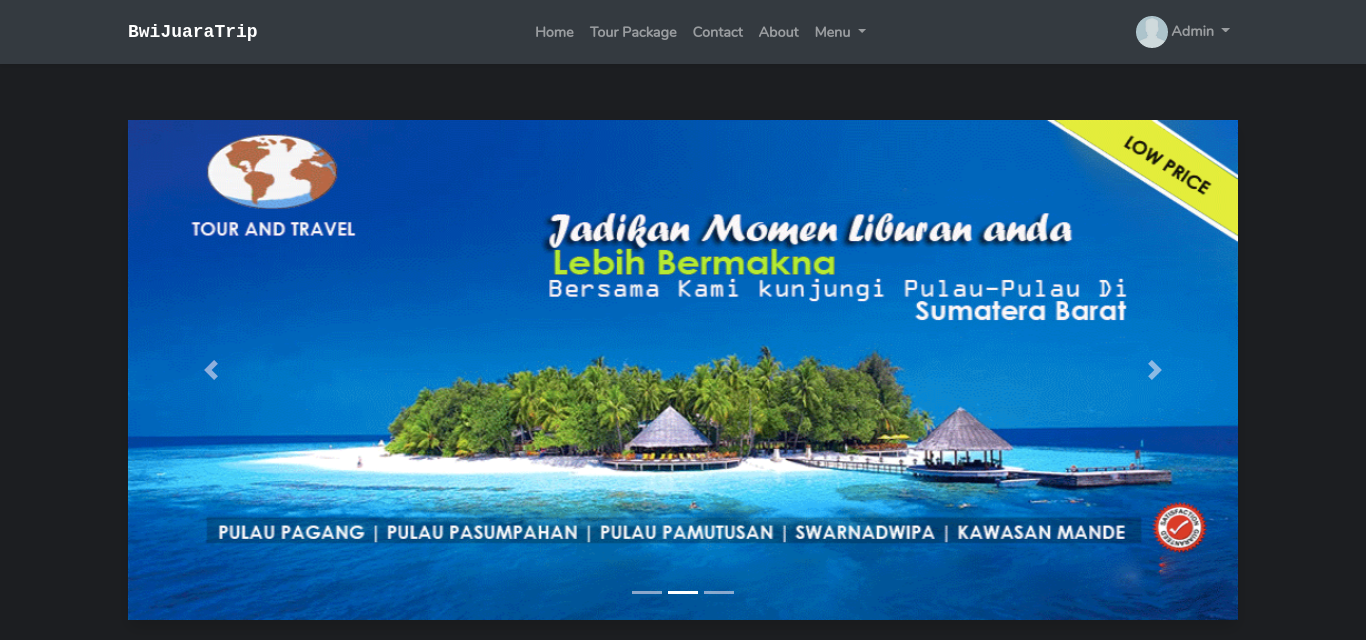 BwiJuaraTrip
Home Tour Package Contact About Menu
Admin
LOW PRICE
TOUR AND TRAVEL
Jadikan Momen Liburan anda
Lebih Bermakna
Bersama Kami kunjungi Pulau-Pulau Di
Sumatera Barat
PULAU PAGANG | PULAU PASUMPAHAN | PULAU PAMUTUSAN | SWARNADWIPA | KAWASAN MANDE
SATISFACTION
GUARANTEED